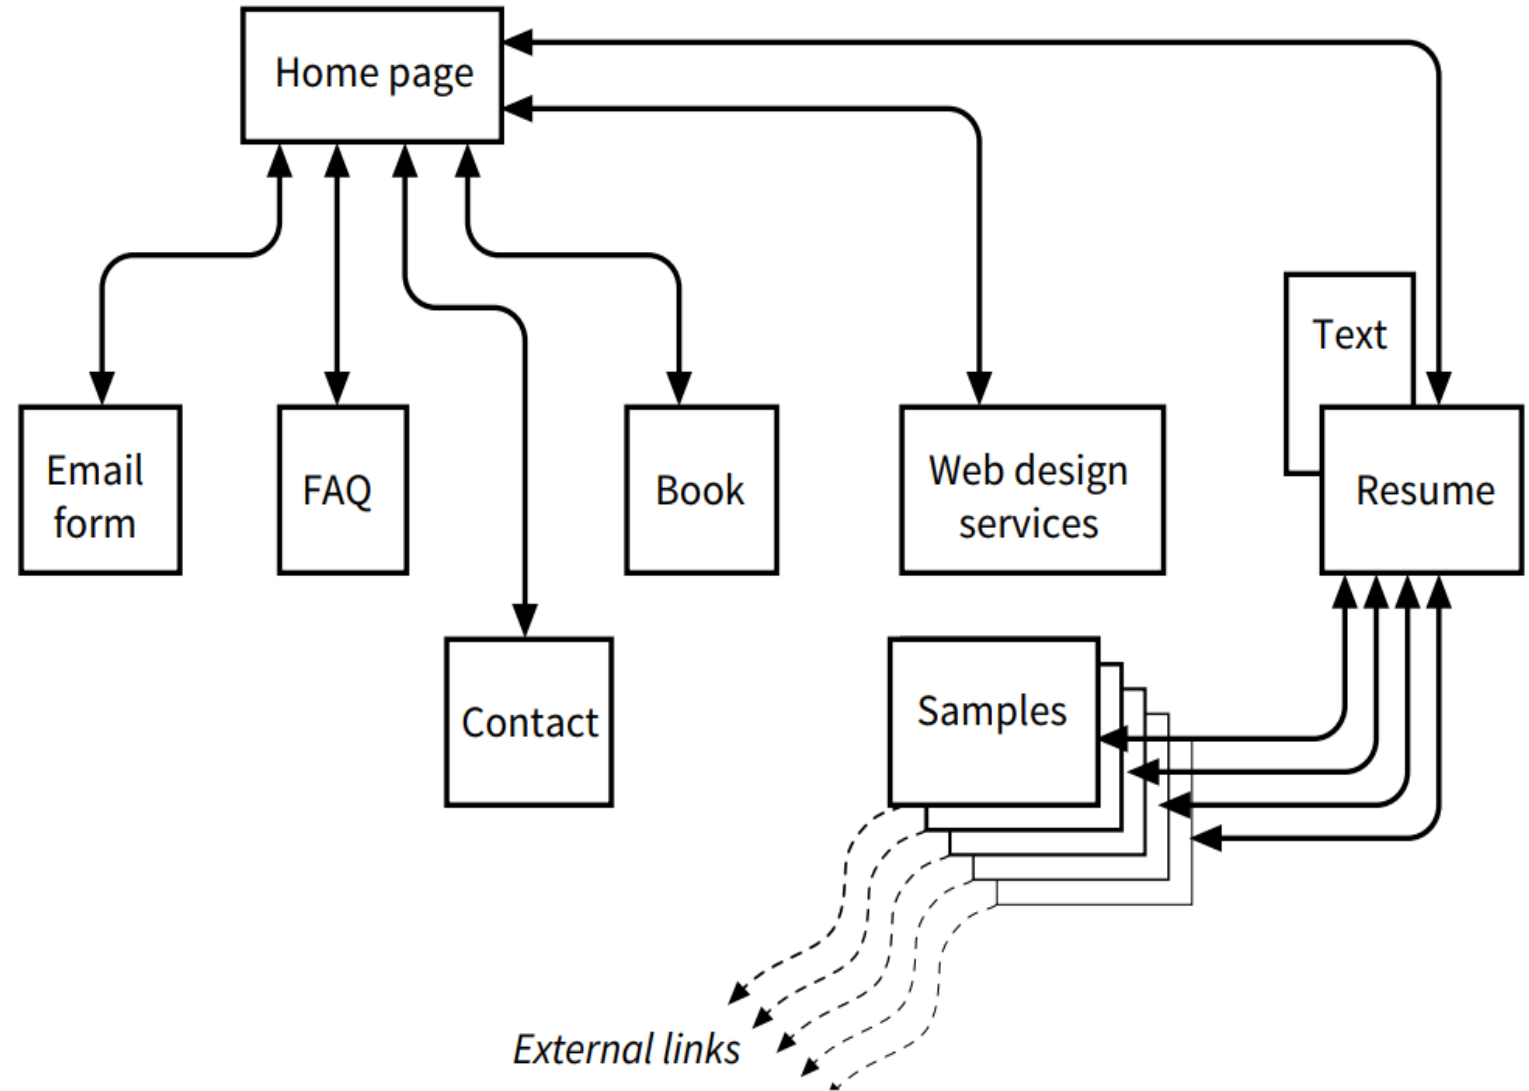 Home page
Text
Email
form
FAQ
Book
Web design
services
Resume
Contact
Samples
External links